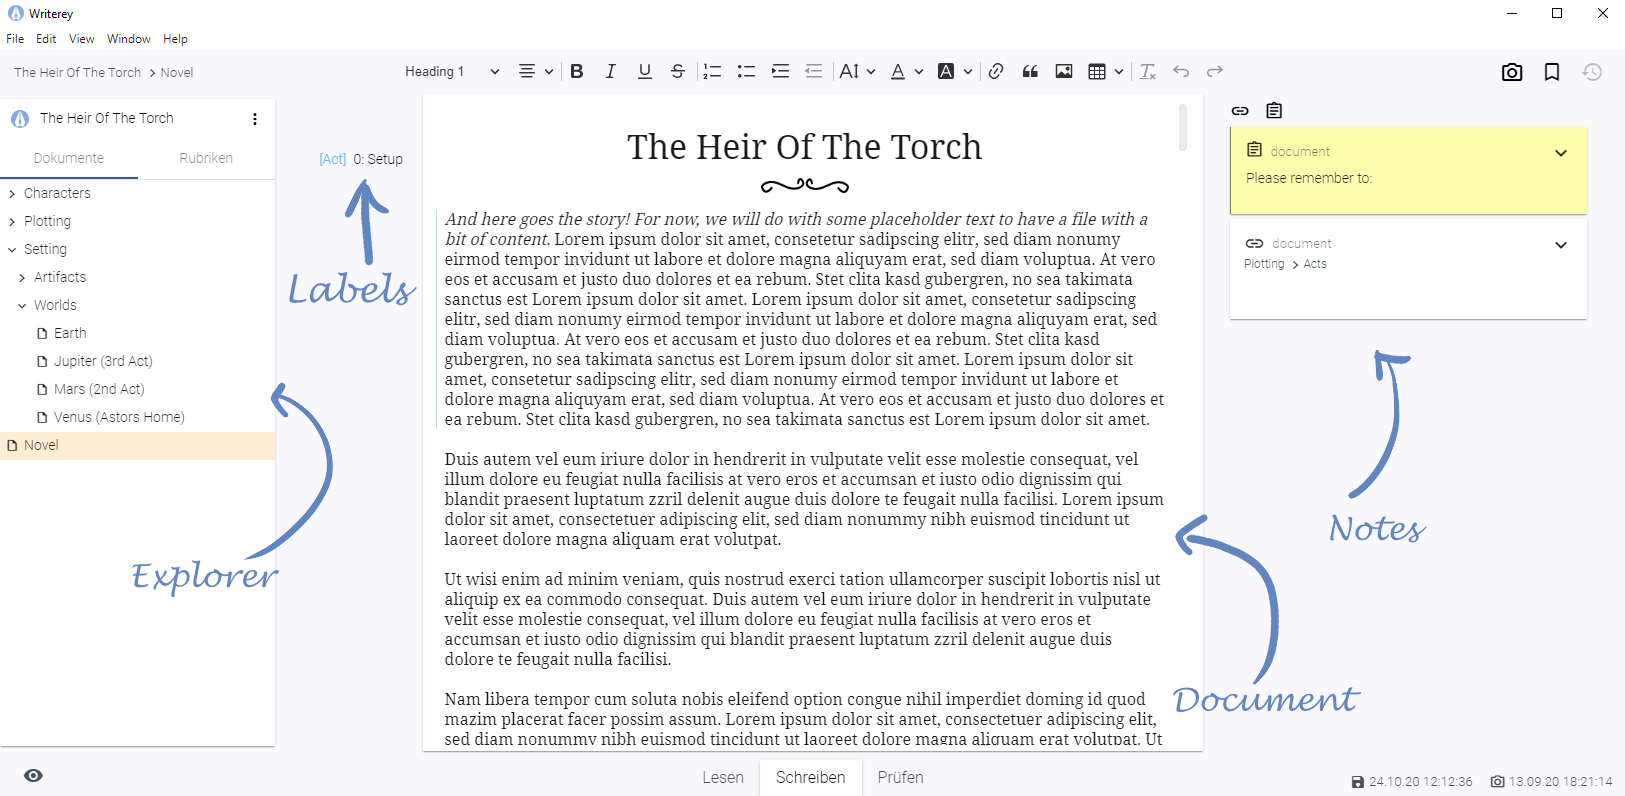 Writerey
File Edit View Window Help
The Heir Of The Torch > Novel
Heading 1
The Heir Of The Torch
Dokumente Rubriken
Characters
Plotting
Setting
Artifacts
Worlds
Earth
Jupiter (3rd Act)
Mars (2nd Act)
Venus (Astors Home)
Novel
Explorer
[Act] 0: Setup
Labels
The Heir Of The Torch
And here goes the story! For now, we will do with some placeholder text to have a file with a
bit of content. Lorem ipsum dolor sit amet, consetetur sadipscing elitr, sed diam nonumy
eirmod tempor invidunt ut labore et dolore magna aliquyam erat, sed diam voluptua. At vero
eos et accusam et justo duo dolores et ea rebum. Stet clita kasd gubergren, no sea takimata
sanctus est Lorem ipsum dolor sit amet. Lorem ipsum dolor sit amet, consetetur sadipscing
elitr, sed diam nonumy eirmod tempor invidunt ut labore et dolore magna aliquyam erat, sed
diam voluptua. At vero eos et accusam et justo duo dolores et ea rebum. Stet clita kasd
gubergren, no sea takimata sanctus est Lorem ipsum dolor sit amet. Lorem ipsum dolor sit
amet, consetetur sadipscing elitr, sed diam nonumy eirmod tempor invidunt ut labore et
dolore magna aliquyam erat, sed diam voluptua. At vero eos et accusam et justo duo dolores et
ea rebum. Stet clita kasd gubergren, no sea takimata sanctus est Lorem ipsum dolor sit amet.
Duis autem vel eum iriure dolor in hendrerit in vulputate velit esse molestie consequat, vel
illum dolore eu feugiat nulla facilisis at vero eros et accumsan et iusto odio dignissim qui
blandit praesent luptatum zzril delenit augue duis dolore te feugait nulla facilisi. Lorem ipsum
dolor sit amet, consectetuer adipiscing elit, sed diam nonummy nibh euismod tincidunt ut
laoreet dolore magna aliquam erat volutpat.
Ut wisi enim ad minim veniam, quis nostrud exerci tation ullamcorper suscipit lobortis nisl ut
aliquip ex ea commodo consequat. Duis autem vel eum iriure dolor in hendrerit in vulputate
velit esse molestie consequat, vel illum dolore eu feugiat nulla facilisis at vero eros et
accumsan et iusto odio dignissim qui blandit praesent luptatum zzril delenit augue duis
dolore te feugait nulla facilisi.
Nam libera tempor cum soluta nobis eleifend option congue nihil imperdiet doming id quod
mazim placerat facer possim assum. Lorem ipsum dolor sit amet, consectetuer adipiscing elit,
sed diam nonummy nibh euismod tincidunt ut laoreet dolore magna aliquam erat volutpat. Ut
document
Please remember to:
document
Plotting > Acts
Notes
Document
Lesen Schreiben Prüfen
24.10.20 12:12:36 13.09.20 18:21:14